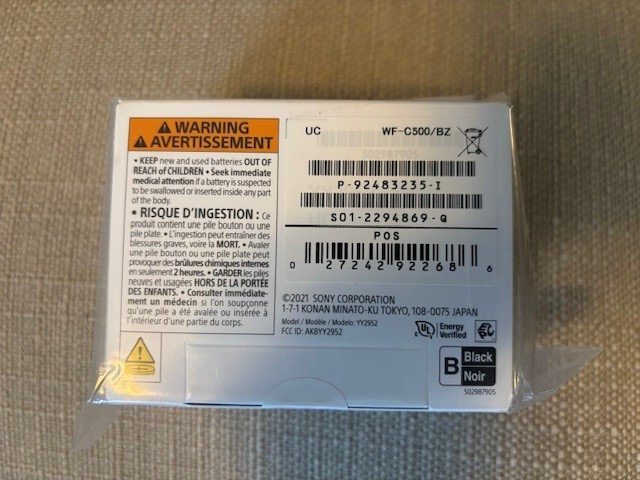 WARNING
AVERTISSEMENT
• KEEP new and used batteries OUT OF
REACH of CHILDREN • Seek immediate
medical attention if a battery is suspected
to be swallowed or inserted inside any part
of the body.
• RISQUE D'INGESTION : Ce
produit contient une pile bouton ou une
pile plate. • L'ingestion peut entraîner des
blessures graves, voire la MORT. • Avaler
une pile bouton ou une pile plate peut
provoquer des brûlures chimiques internes
en seulement 2 heures. • GARDER les piles
neuves et usagées HORS DE LA PORTÉE
DES ENFANTS. • Consulter immédiate-
ment un médecin si l'on soupçonne
qu'une pile a été avalée ou insérée à
l'intérieur d'une partie du corps.
UC WF-C500/BZ
P-92483235-I
S01-2294869-Q
POS
0 27242 92268 6
©2021 SONY CORPORATION
1-7-1 KONAN MINATO-KU TOKYO, 108-0075 JAPAN
Model / Modèle / Modelo: YY2952
FCC ID: AK8YY2952
UL Energy
Verified
B Black
Noir
502987905